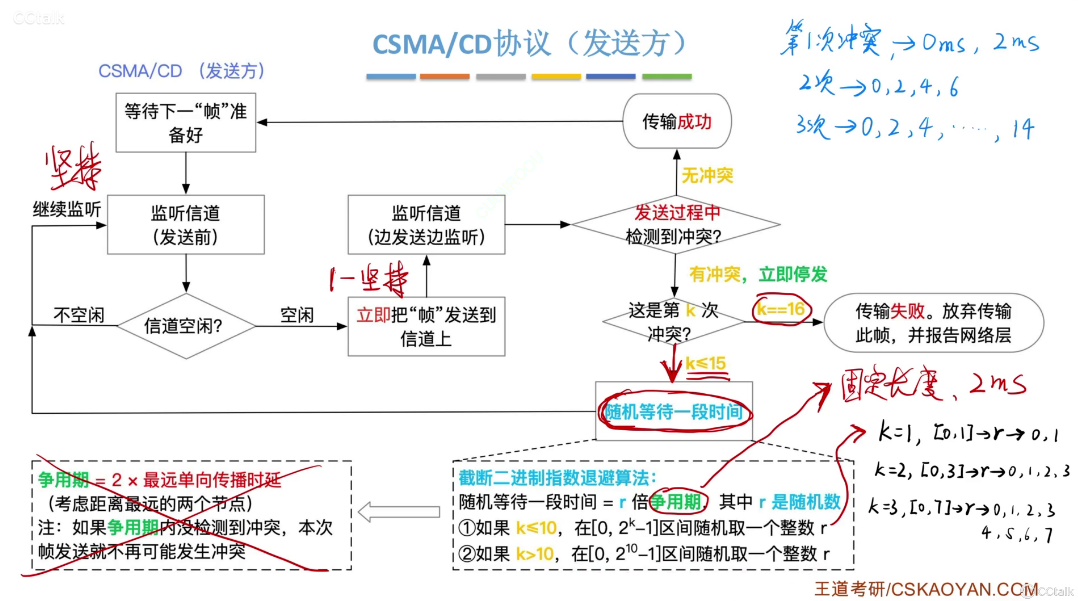 CCtalk
CSMA/CD协议（发送方）
第1次冲突，→0ms，2ms
2次→0,2,4,6
3次→0,2,4,……,14
CSMA/CD （发送方）
等待下一“帧”准
备好
传输成功
坚持
无冲突
继续监听
监听信道
（发送前）
监听信道
（边发送边监听）
发送过程中
检测到冲突？
1-坚持
有冲突，立即停发
不空闲
信道空闲？
空闲
立即把“帧”发送到
信道上
这是第 k 次
冲突？
k==16
传输失败。放弃传输
此帧，并报告网络层
k≤15
固定长度、2ms
随机等待一段时间
k=1, [0,1]→r→0,1
k=2, [0,3]→r→0,1,2,3
k=3,[0,7]→r→0,1,2,3
4,5,6,7
争用期 = 2 × 最远单向传播时延
（考虑距离最远的两个节点）
注：如果争用期内没检测到冲突，本次
帧发送就不再可能发生冲突
截断二进制指数退避算法：
随机等待一段时间 = r 倍争用期，其中 r 是随机数
①如果 k≤10，在[0, 2ᵏ-1]区间随机取一个整数 r
②如果 k>10，在[0, 2¹⁰-1]区间随机取一个整数 r
王道考研/CSKAOYAN.COM
CCtalk